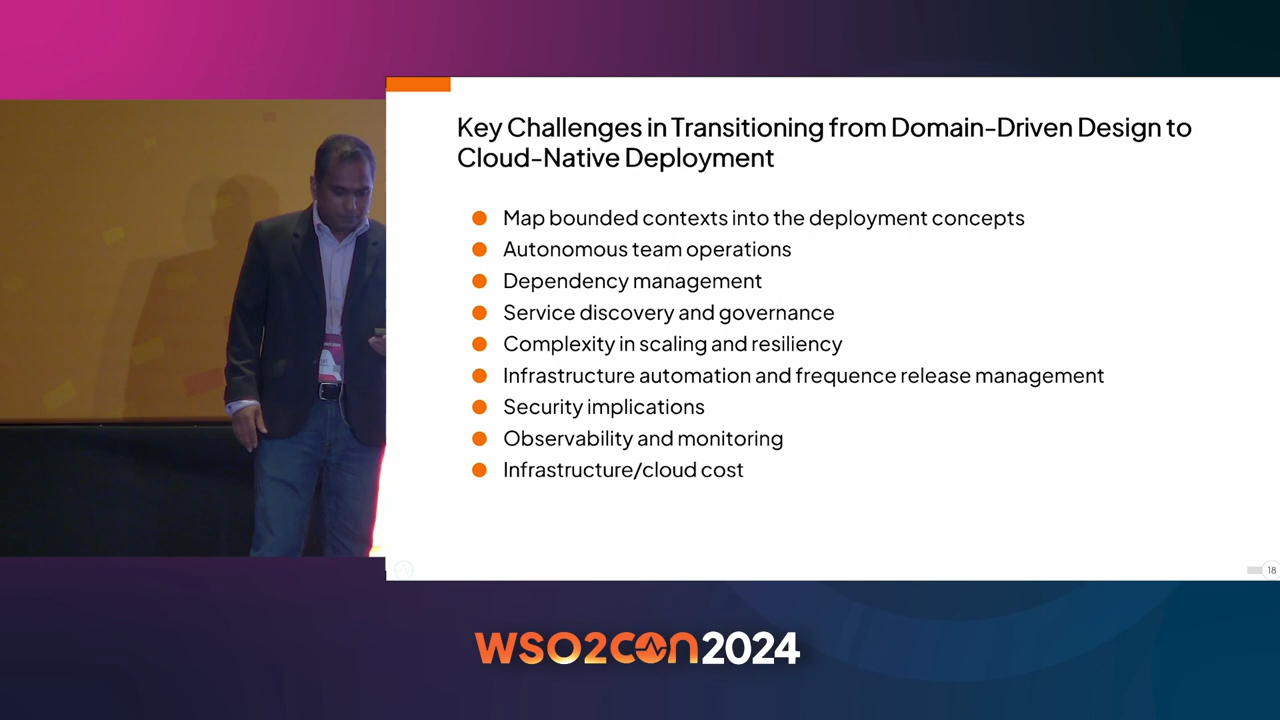 Key Challenges in Transitioning from Domain-Driven Design to
Cloud-Native Deployment
Map bounded contexts into the deployment concepts
Autonomous team operations
Dependency management
Service discovery and governance
Complexity in scaling and resiliency
Infrastructure automation and frequence release management
Security implications
Observability and monitoring
Infrastructure/cloud cost
18
WSO2CON2024